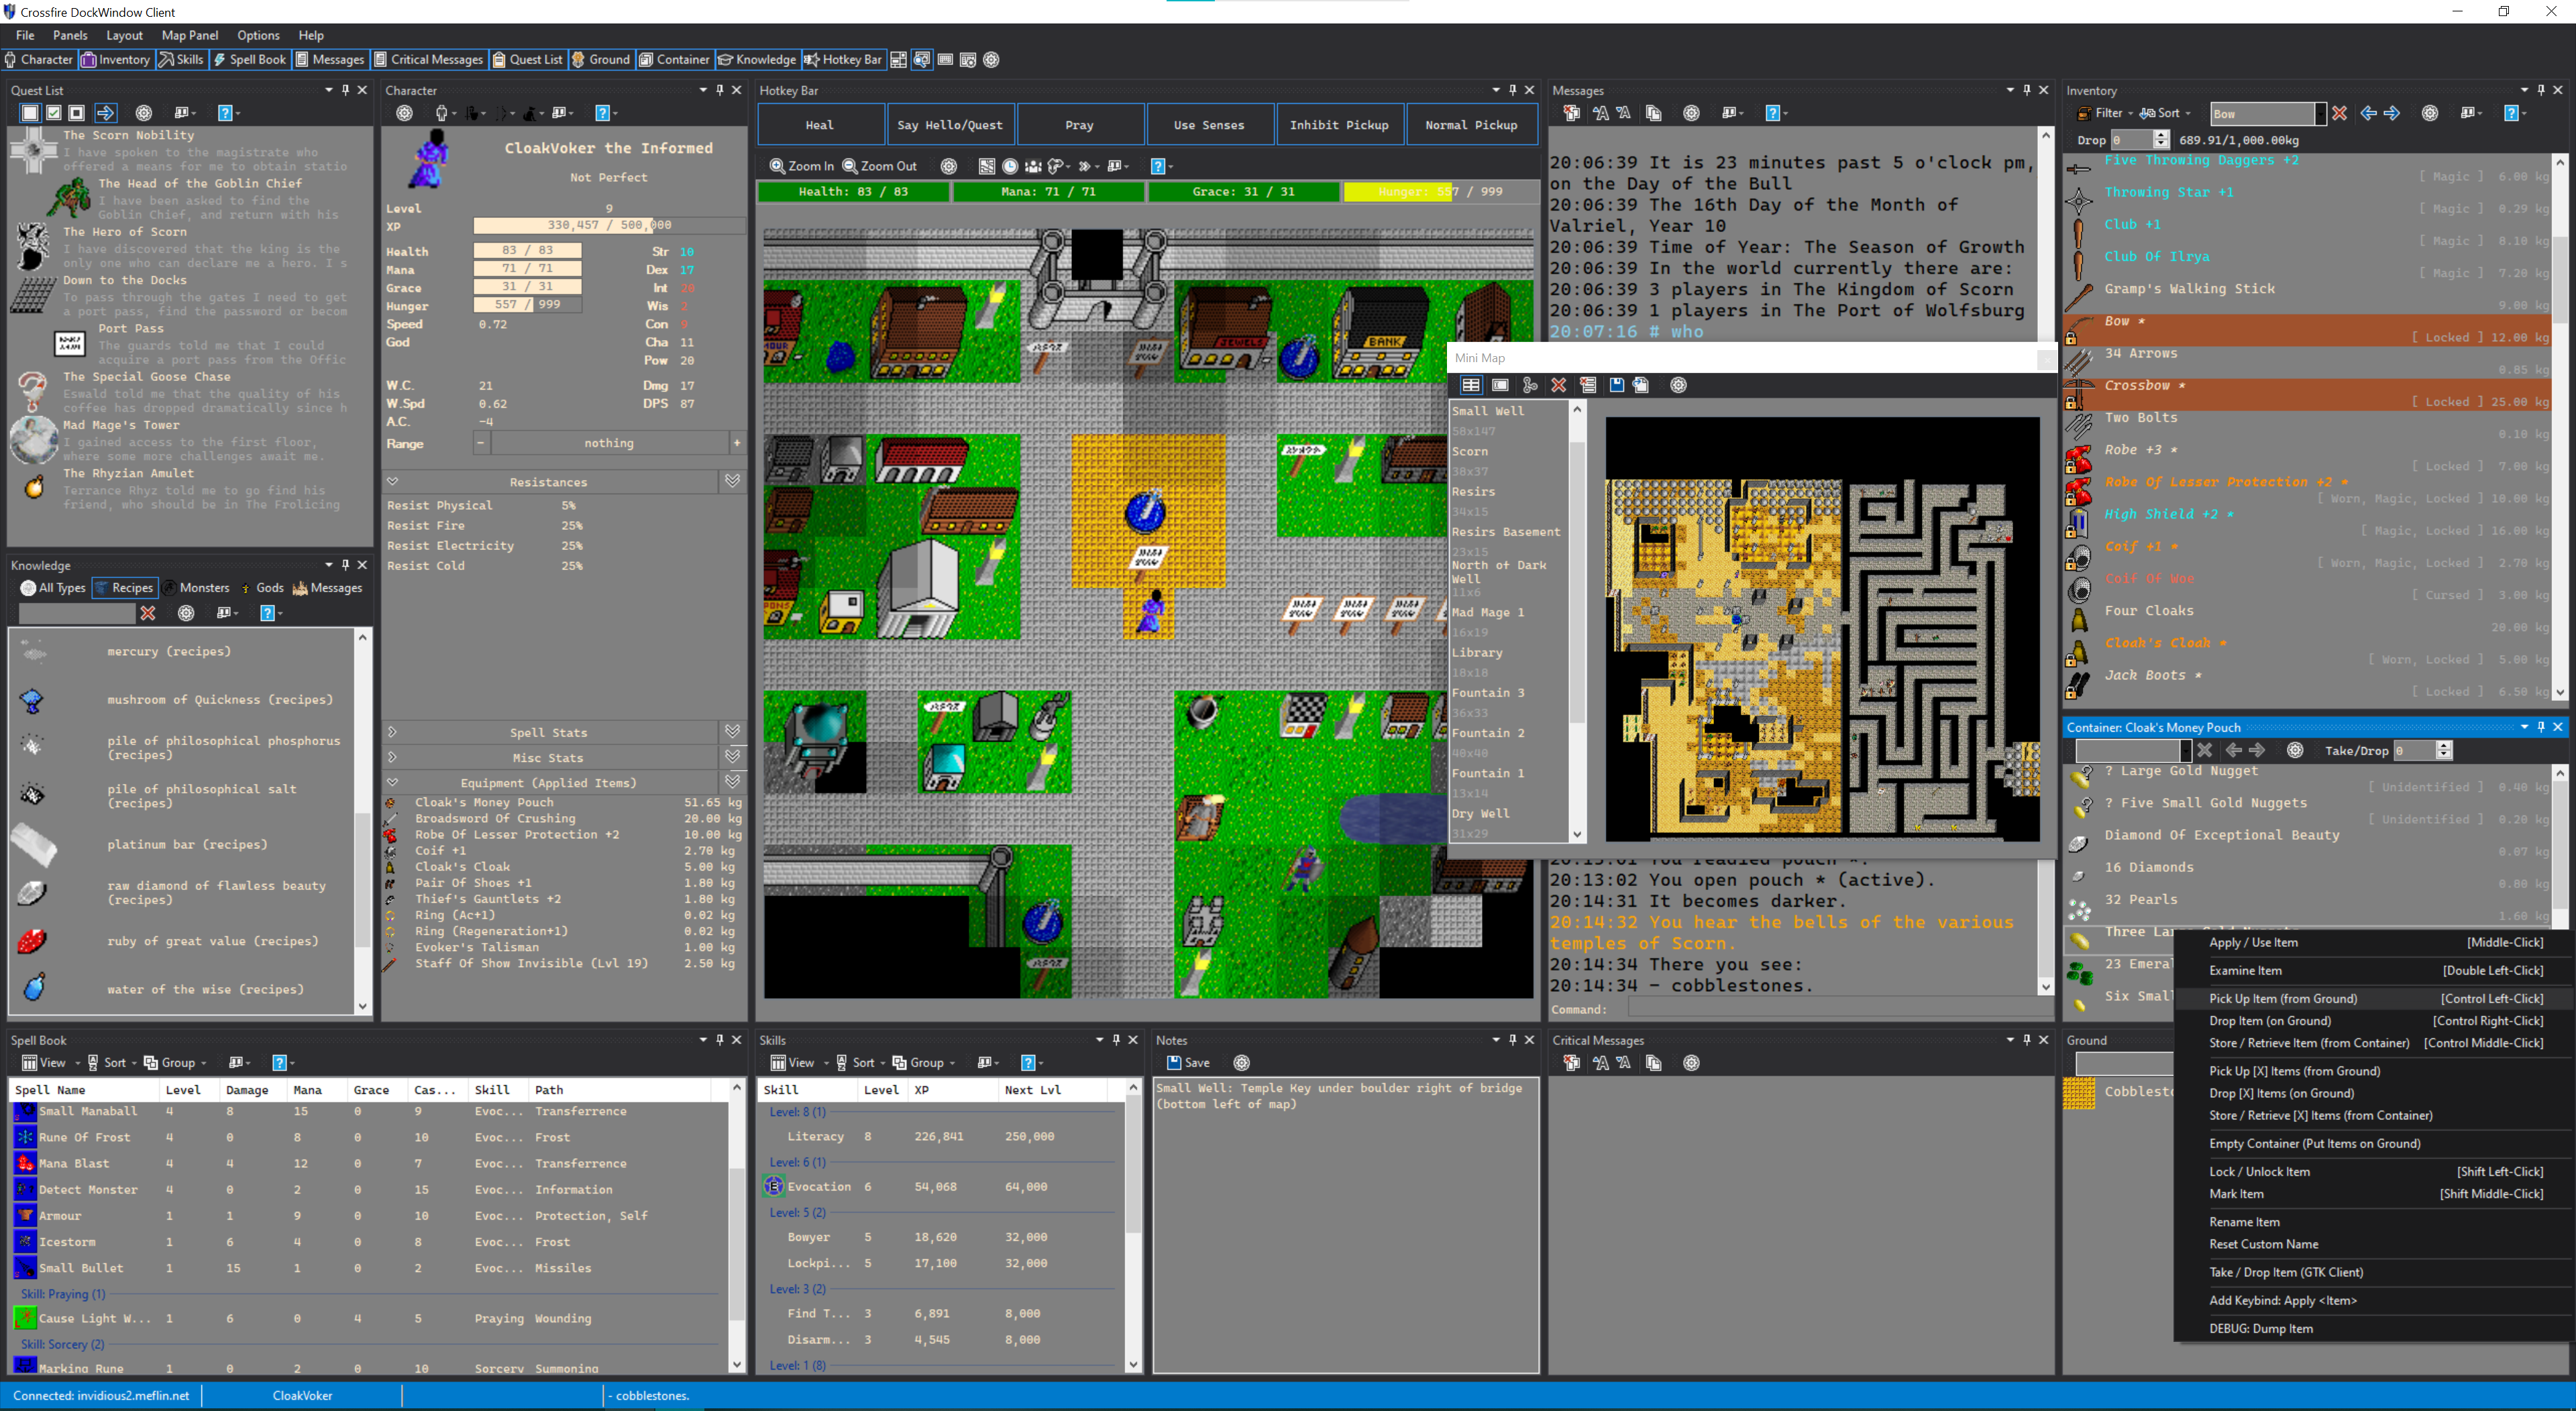 Crossfire DockWindow Client
File Panels Layout Map Panel Options Help
Character Inventory Skills Spell Book Messages Critical Messages Quest List Ground Container Knowledge Hotkey Bar
Quest List
The Scorn Nobility
I have spoken to the magistrate who
offered a means for me to obtain statio
The Head of the Goblin Chief
I have been asked to find the
Goblin Chief, and return with his
The Hero of Scorn
I have discovered that the king is the
only one who can declare me a hero. I s
Down to the Docks
To pass through the gates I need to get
a port pass, find the password or becom
Port Pass
The guards told me that I could
acquire a port pass from the Offic
The Special Goose Chase
Eswald told me that the quality of his
coffee has dropped dramatically since h
Mad Mage's Tower
I gained access to the first floor,
where some more challenges await me.
The Rhyzian Amulet
Terrance Rhyz told me to go find his
friend, who should be in The Frolicing
Knowledge
All Types Recipes Monsters Gods Messages
mercury (recipes)
mushroom of Quickness (recipes)
pile of philosophical phosphorus
(recipes)
pile of philosophical salt
(recipes)
platinum bar (recipes)
raw diamond of flawless beauty
(recipes)
ruby of great value (recipes)
water of the wise (recipes)
Character
CloakVoker the Informed
Not Perfect
Level 9
XP 330,457 / 500,000
Health 83 / 83 Str 10
Mana 71 / 71 Dex 17
Grace 31 / 31 Int 20
Hunger 557 / 999 Wis 2
Speed 0.72 Con 9
God Cha 11
Pow 20
W.C. 21 Dmg 17
W.Spd 0.62 DPS 87
A.C. -4
Range - nothing +
Resistances
Resist Physical 5%
Resist Fire 25%
Resist Electricity 25%
Resist Cold 25%
Spell Stats
Misc Stats
Equipment (Applied Items)
Cloak's Money Pouch 51.65 kg
Broadsword Of Crushing 20.00 kg
Robe Of Lesser Protection +2 10.00 kg
Coif +1 2.70 kg
Cloak's Cloak 5.00 kg
Pair Of Shoes +1 1.80 kg
Thief's Gauntlets +2 1.80 kg
Ring (Ac+1) 0.02 kg
Ring (Regeneration+1) 0.02 kg
Evoker's Talisman 1.00 kg
Staff Of Show Invisible (Lvl 19) 2.50 kg
Hotkey Bar
Heal Say Hello/Quest Pray Use Senses Inhibit Pickup Normal Pickup
Zoom In Zoom Out
Health: 83 / 83 Mana: 71 / 71 Grace: 31 / 31 Hunger: 557 / 999
JEWELS
BANK
Messages
20:06:39 It is 23 minutes past 5 o'clock pm,
on the Day of the Bull
20:06:39 The 16th Day of the Month of
Valriel, Year 10
20:06:39 Time of Year: The Season of Growth
20:06:39 In the world currently there are:
20:06:39 3 players in The Kingdom of Scorn
20:06:39 1 players in The Port of Wolfsburg
20:07:16 # who
Mini Map
Small Well
58x147
Scorn
38x37
Resirs
34x15
Resirs Basement
23x15
North of Dark
Well
11x6
Mad Mage 1
16x19
Library
18x18
Fountain 3
36x33
Fountain 2
40x40
Fountain 1
13x14
Dry Well
31x29
20:13:01 You readied pouch *.
20:13:02 You open pouch * (active).
20:14:31 It becomes darker.
20:14:32 You hear the bells of the various
temples of Scorn.
20:14:34 There you see:
20:14:34 - cobblestones.
Command:
Inventory
Filter Sort Bow
Drop 0 689.91/1,000.00kg
Five Throwing Daggers +2
[ Magic ] 6.00 kg
Throwing Star +1
[ Magic ] 0.29 kg
Club +1
[ Magic ] 8.10 kg
Club Of Ilrya
[ Magic ] 7.20 kg
Gramp's Walking Stick
9.00 kg
Bow *
[ Locked ] 12.00 kg
34 Arrows
0.85 kg
Crossbow *
[ Locked ] 25.00 kg
Two Bolts
0.10 kg
Robe +3 *
[ Locked ] 7.00 kg
Robe Of Lesser Protection +2 *
[ Worn, Magic, Locked ] 10.00 kg
High Shield +2 *
[ Magic, Locked ] 16.00 kg
Coif +1 *
[ Worn, Magic, Locked ] 2.70 kg
Coif Of Woe
[ Cursed ] 3.00 kg
Four Cloaks
20.00 kg
Cloak's Cloak *
[ Worn, Locked ] 5.00 kg
Jack Boots *
[ Locked ] 6.50 kg
Container: Cloak's Money Pouch
Take/Drop 0
? Large Gold Nugget
[ Unidentified ] 0.40 kg
? Five Small Gold Nuggets
[ Unidentified ] 0.20 kg
Diamond Of Exceptional Beauty
0.07 kg
16 Diamonds
0.80 kg
32 Pearls
1.60 kg
Three La
23 Emera
Six Smal
Apply / Use Item [Middle-Click]
Examine Item [Double Left-Click]
Pick Up Item (from Ground) [Control Left-Click]
Drop Item (on Ground) [Control Right-Click]
Store / Retrieve Item (from Container) [Control Middle-Click]
Pick Up [X] Items (from Ground)
Drop [X] Items (on Ground)
Store / Retrieve [X] Items (from Container)
Empty Container (Put Items on Ground)
Lock / Unlock Item [Shift Left-Click]
Mark Item [Shift Middle-Click]
Rename Item
Reset Custom Name
Take / Drop Item (GTK Client)
Add Keybind: Apply <Item>
DEBUG: Dump Item
Ground
Cobblesto
Spell Book
View Sort Group
Spell Name Level Damage Mana Grace Cas... Skill Path
Small Manaball 4 8 15 0 9 Evoc... Transferrence
Rune Of Frost 4 0 8 0 10 Evoc... Frost
Mana Blast 4 4 12 0 7 Evoc... Transferrence
Detect Monster 4 0 2 0 15 Evoc... Information
Armour 1 1 9 0 10 Evoc... Protection, Self
Icestorm 1 6 4 0 8 Evoc... Frost
Small Bullet 1 15 1 0 2 Evoc... Missiles
Skill: Praying (1)
Cause Light W... 1 6 0 4 5 Praying Wounding
Skill: Sorcery (2)
Marking Rune 1 0 2 0 10 Sorcery Summoning
Skills
View Sort Group
Skill Level XP Next Lvl
Level: 8 (1)
Literacy 8 226,841 250,000
Level: 6 (1)
Evocation 6 54,068 64,000
Level: 5 (2)
Bowyer 5 18,620 32,000
Lockpi... 5 17,100 32,000
Level: 3 (2)
Find T... 3 6,891 8,000
Disarm... 3 4,545 8,000
Level: 1 (8)
Notes
Save
Small Well: Temple Key under boulder right of bridge
(bottom left of map)
Critical Messages
Connected: invidious2.meflin.net CloakVoker - cobblestones.